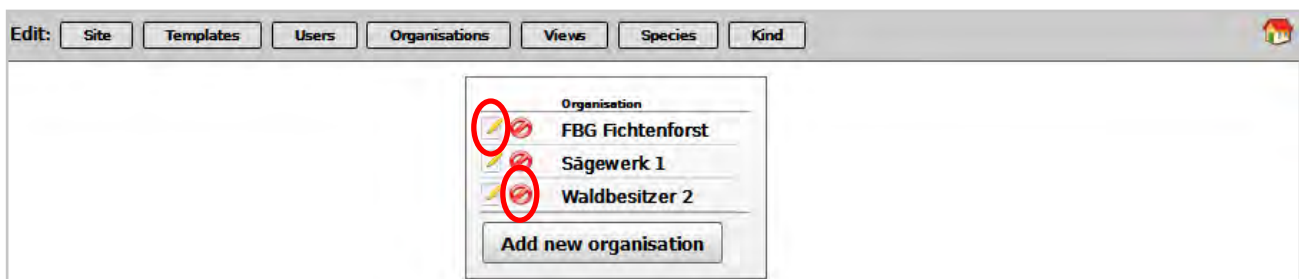 Edit: Site Templates Users Organisations Views Species Kind
Organisation
FBG Fichtenforst
Sägewerk 1
Waldbesitzer 2
Add new organisation